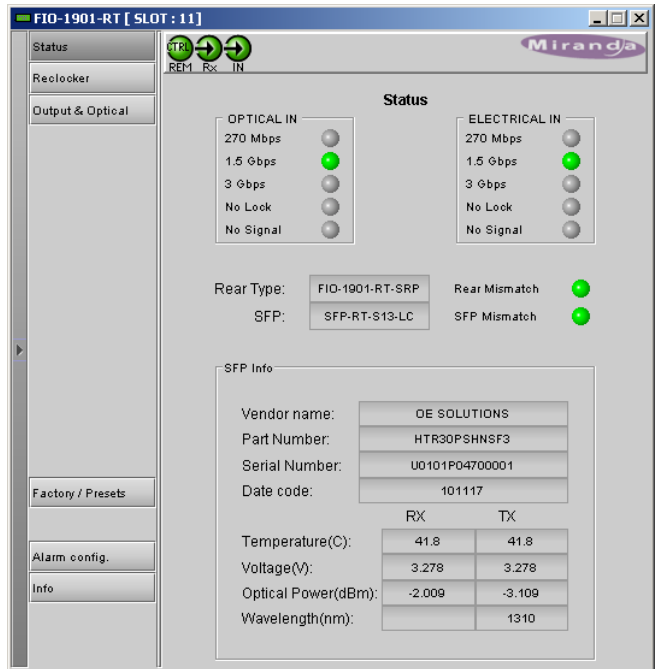 FIO-1901-RT [ SLOT : 11]
Status
Reclocker
Output & Optical
Factory / Presets
Alarm config.
Info
CTRL
REM Rx IN
Miranda
Status
OPTICAL IN
270 Mbps
1.5 Gbps
3 Gbps
No Lock
No Signal
ELECTRICAL IN
270 Mbps
1.5 Gbps
3 Gbps
No Lock
No Signal
Rear Type: FIO-1901-RT-SRP Rear Mismatch
SFP: SFP-RT-S13-LC SFP Mismatch
SFP Info
Vendor name: OE SOLUTIONS
Part Number: HTR30PSHNSF3
Serial Number: U0101P04700001
Date code: 101117
RX TX
Temperature(C): 41.8 41.8
Voltage(V): 3.278 3.278
Optical Power(dBm): -2.009 -3.109
Wavelength(nm): 1310